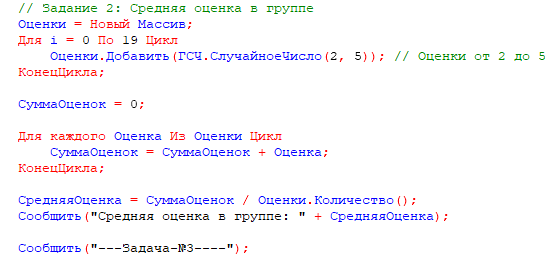 // Задание 2: Средняя оценка в группе
Оценки = Новый Массив;
Для i = 0 По 19 Цикл
    Оценки.Добавить(ГСЧ.СлучайноеЧисло(2, 5)); // Оценки от 2 до 5
КонецЦикла;

СуммаОценок = 0;

Для каждого Оценка Из Оценки Цикл
    СуммаОценок = СуммаОценок + Оценка;
КонецЦикла;

СредняяОценка = СуммаОценок / Оценки.Количество();
Сообщить("Средняя оценка в группе: " + СредняяОценка);

Сообщить("---Задача-№3----");